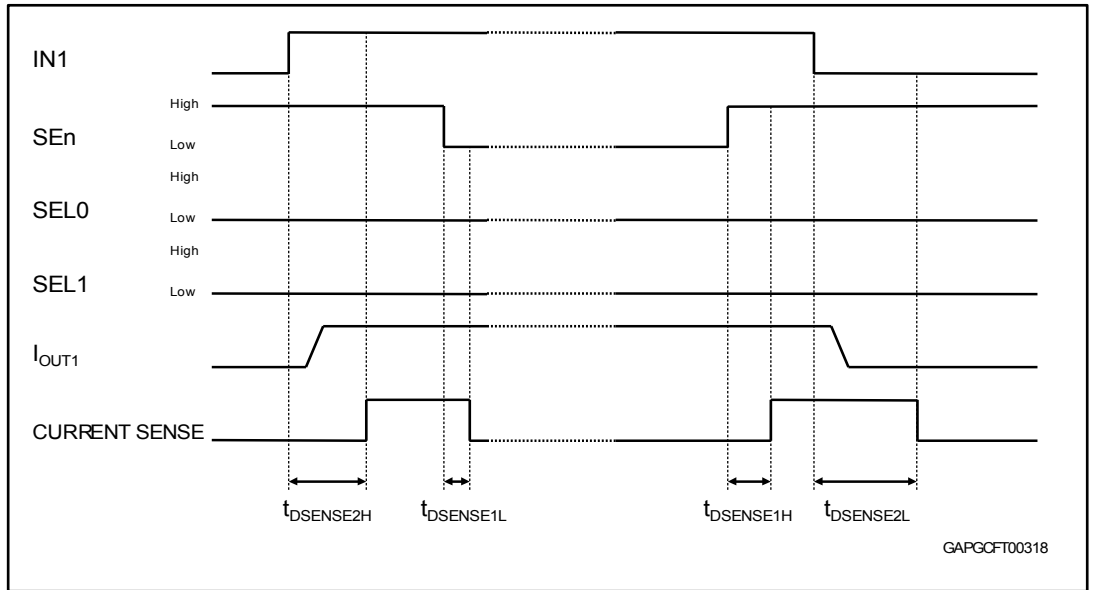 IN1
High
SEn
Low
High
SEL0
Low
High
SEL1
Low
IOUT1
CURRENT SENSE
tDSENSE2H
tDSENSE1L
tDSENSE1H
tDSENSE2L
GAPGCFT00318